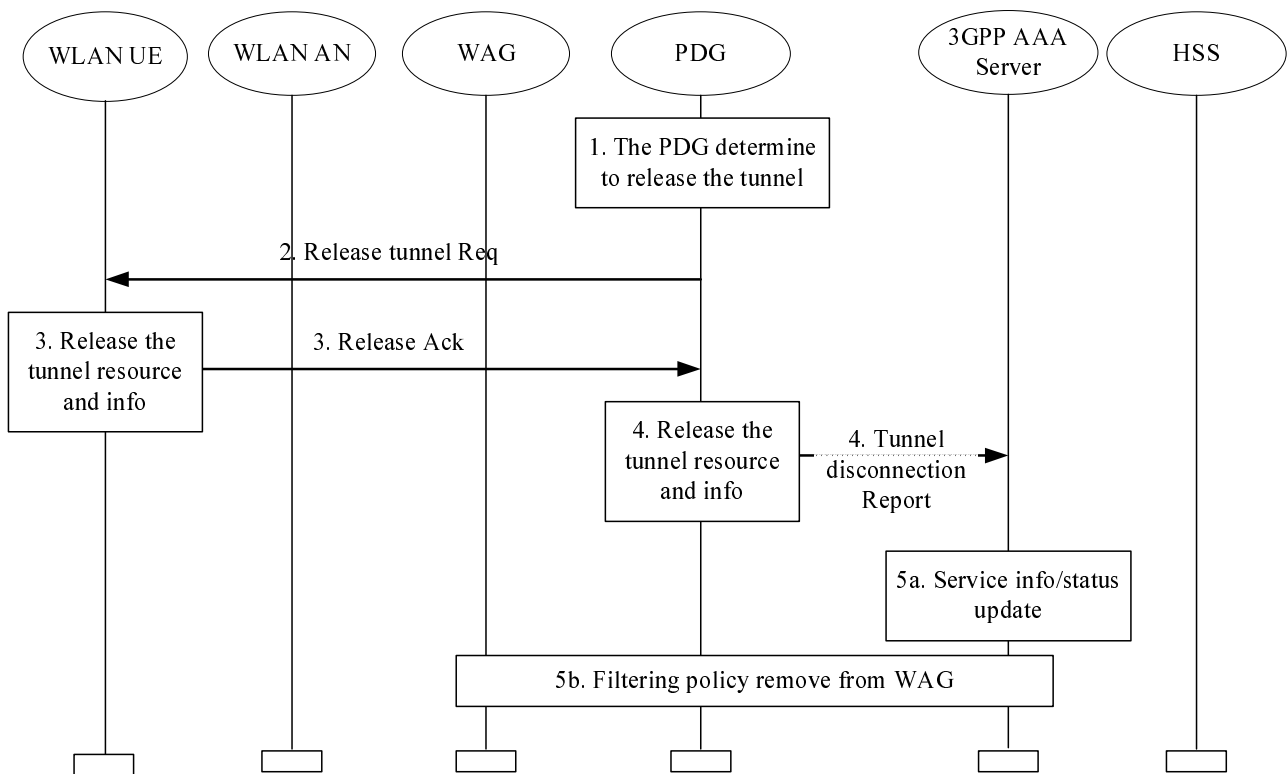 WLAN UE
WLAN AN
WAG
PDG
3GPP AAA
Server
HSS
1. The PDG determine
to release the tunnel
2. Release tunnel Req
3. Release the
tunnel resource
and info
3. Release Ack
4. Release the
tunnel resource
and info
4. Tunnel
disconnection
Report
5a. Service info/status
update
5b. Filtering policy remove from WAG